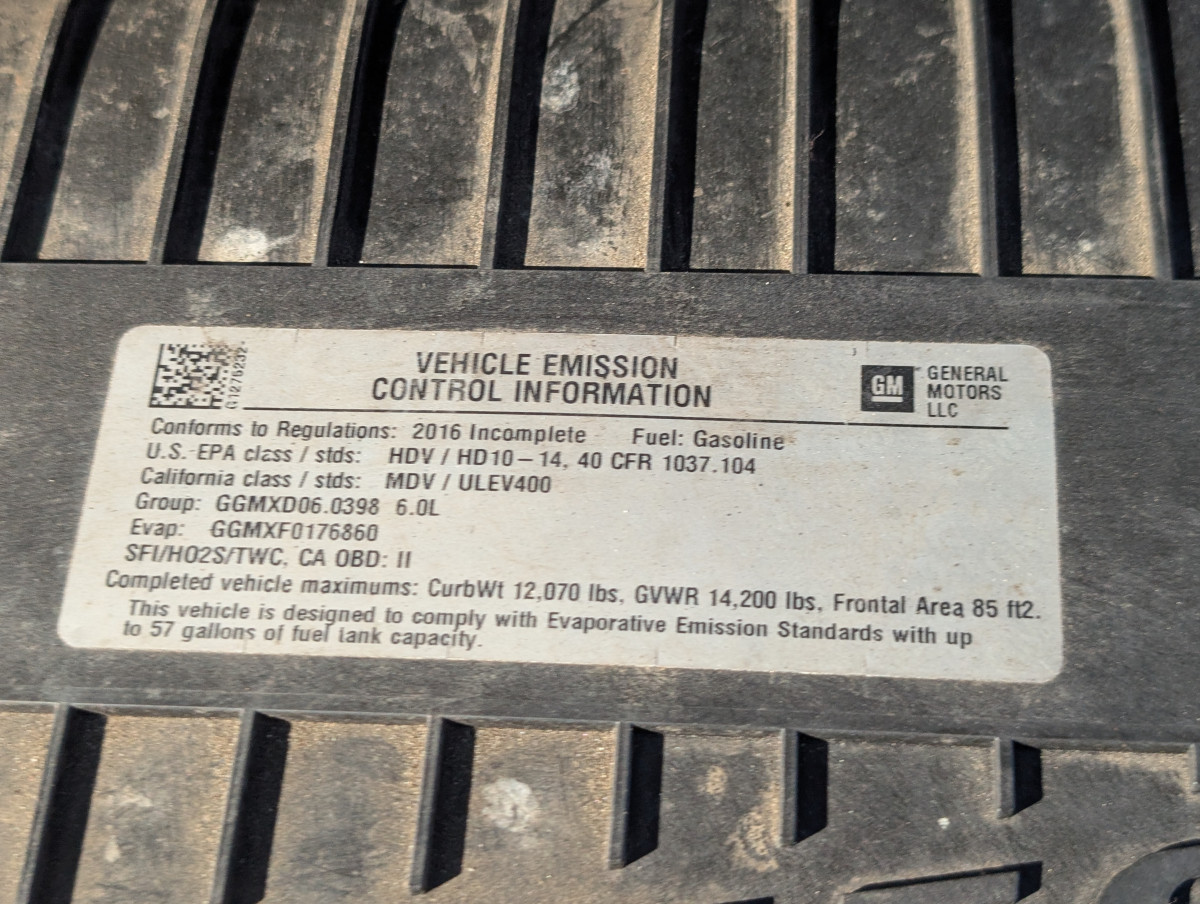 VEHICLE EMISSION
CONTROL INFORMATION
GM GENERAL
MOTORS
LLC
Conforms to Regulations: 2016 Incomplete Fuel: Gasoline
U.S. EPA class / stds: HDV / HD10-14, 40 CFR 1037.104
California class / stds: MDV / ULEV400
Group: GGMXD06.0398 6.0L
Evap: GGMXF0176860
SFI/HO2S/TWC, CA OBD: II
Completed vehicle maximums: CurbWt 12,070 lbs, GVWR 14,200 lbs, Frontal Area 85 ft2.
This vehicle is designed to comply with Evaporative Emission Standards with up
to 57 gallons of fuel tank capacity.